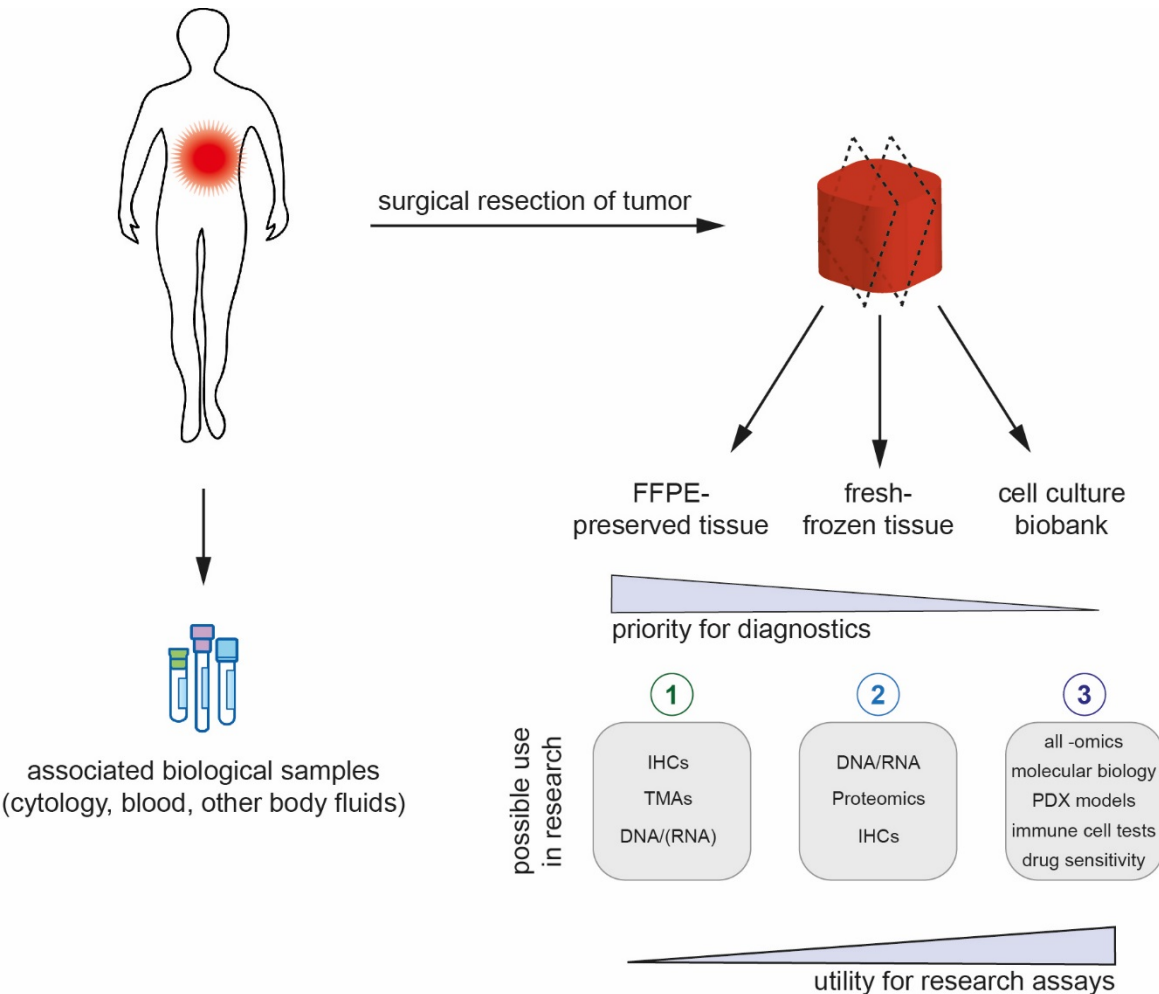 surgical resection of tumor
FFPE-
preserved tissue
fresh-
frozen tissue
cell culture
biobank
priority for diagnostics
associated biological samples
(cytology, blood, other body fluids)
possible use
in research
1
IHCs
TMAs
DNA/(RNA)
2
DNA/RNA
Proteomics
IHCs
3
all -omics
molecular biology
PDX models
immune cell tests
drug sensitivity
utility for research assays